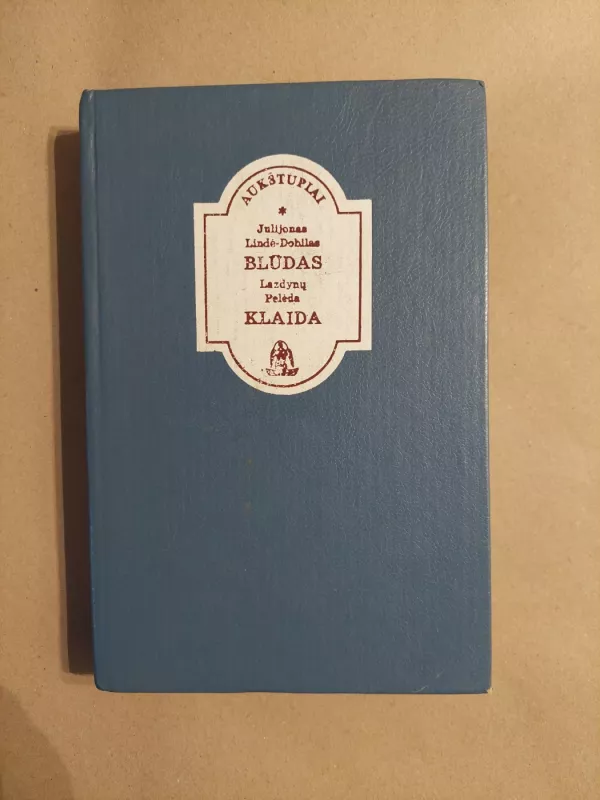 AUKŠTUPIAI
*
Julijonas
Lindė-Dobilas
BLŪDAS
Lazdynų
Pelėda
KLAIDA